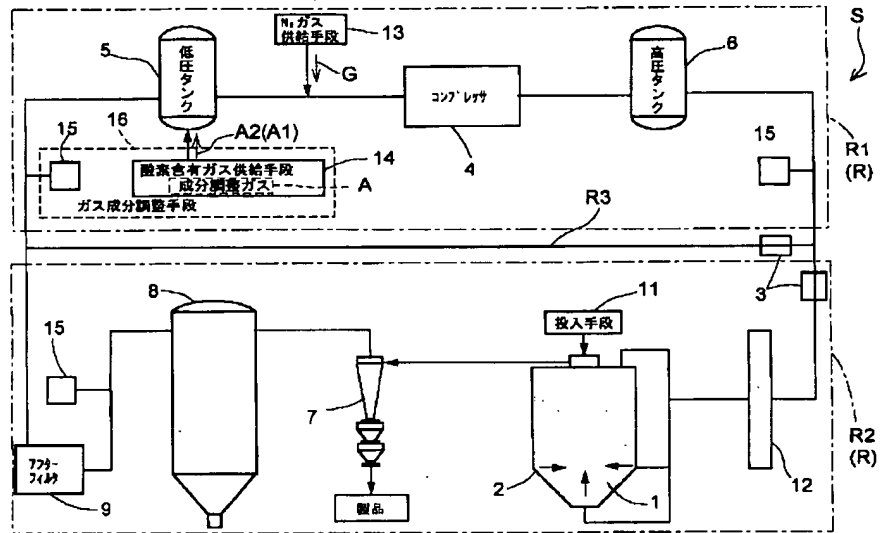 N₂ガス
供給手段
13
S
5
低圧タンク
G
コンプレッサ
4
高圧タンク
6
16
A2(A1)
15
14
酸素含有ガス供給手段
成分調整ガス
A
ガス成分調整手段
15
R1
(R)
R3
3
8
11
投入手段
15
7
R2
(R)
アフター
フィルタ
9
2
1
12
製品